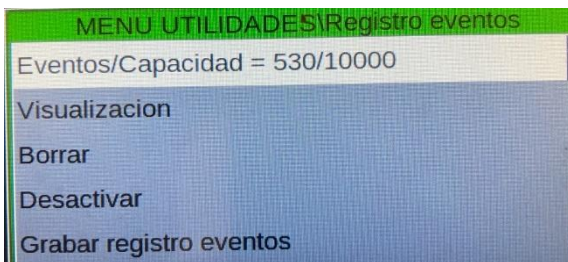 MENU UTILIDADES\Registro eventos
Eventos/Capacidad = 530/10000
Visualizacion
Borrar
Desactivar
Grabar registro eventos